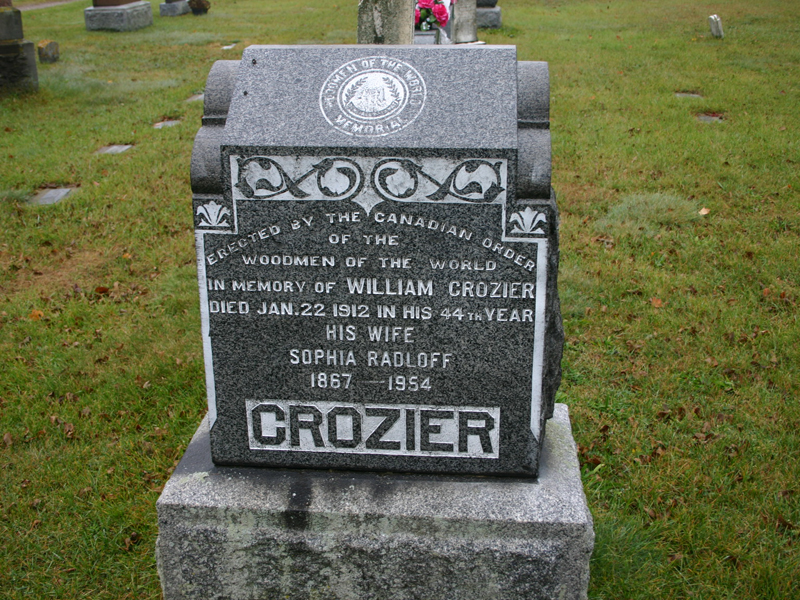 WOODMEN OF THE WORLD
MEMORIAL
ERECTED BY THE CANADIAN ORDER
OF THE
WOODMEN OF THE WORLD
IN MEMORY OF WILLIAM CROZIER
DIED JAN. 22 1912 IN HIS 44TH YEAR
HIS WIFE
SOPHIA RADLOFF
1867 — 1954
CROZIER